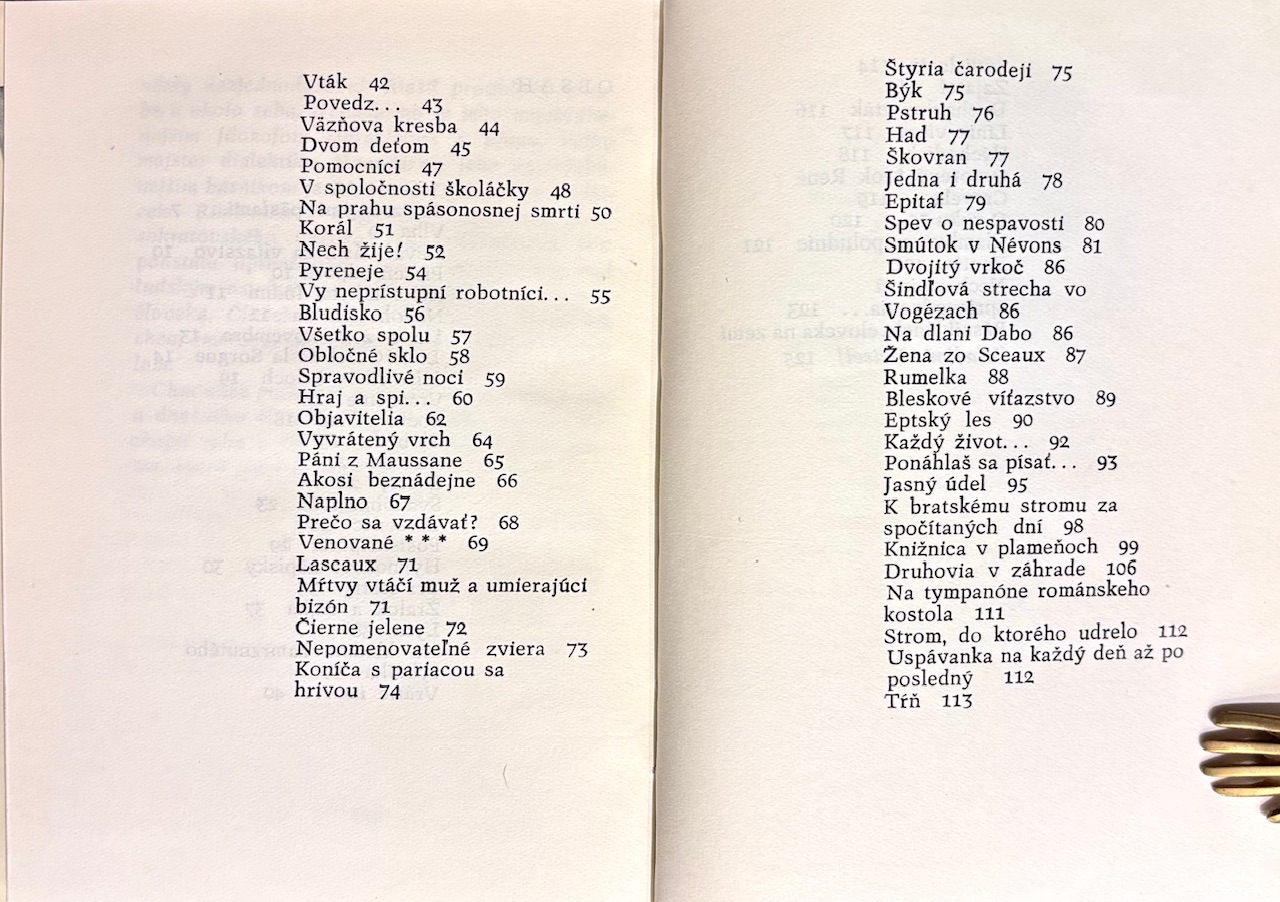 Vták 42
Povedz... 43
Väzňova kresba 44
Dvom deťom 45
Pomocníci 47
V spoločnosti školáčky 48
Na prahu spásonosnej smrti 50
Korál 51
Nech žije! 52
Pyreneje 54
Vy neprístupní robotníci... 55
Bludisko 56
Všetko spolu 57
Obločné sklo 58
Spravodlivé noci 59
Hraj a spi... 60
Objavitelia 62
Vyvrátený vrch 64
Páni z Maussane 65
Akosi beznádejne 66
Naplno 67
Prečo sa vzdávať? 68
Venované * * * 69
Lascaux 71
Mŕtvy vtáčí muž a umierajúci
bizón 71
Čierne jelene 72
Nepomenovateľné zviera 73
Koníča s pariacou sa
hrivou 74
Štyria čarodeji 75
Býk 75
Pstruh 76
Had 77
Škovran 77
Jedna i druhá 78
Epitaf 79
Spev o nespavosti 80
Smútok v Névons 81
Dvojitý vrkoč 86
Šindľová strecha vo
Vogézach 86
Na dlani Dabo 86
Žena zo Sceaux 87
Rumelka 88
Bleskové víťazstvo 89
Eptský les 90
Každý život... 92
Ponáhlaš sa písať... 93
Jasný údel 95
K bratskému stromu za
spočítaných dní 98
Knižnica v plameňoch 99
Druhovia v záhrade 106
Na tympanóne románskeho
kostola 111
Strom, do ktorého udrelo 112
Uspávanka na každý deň až po
posledný 112
Tŕň 113